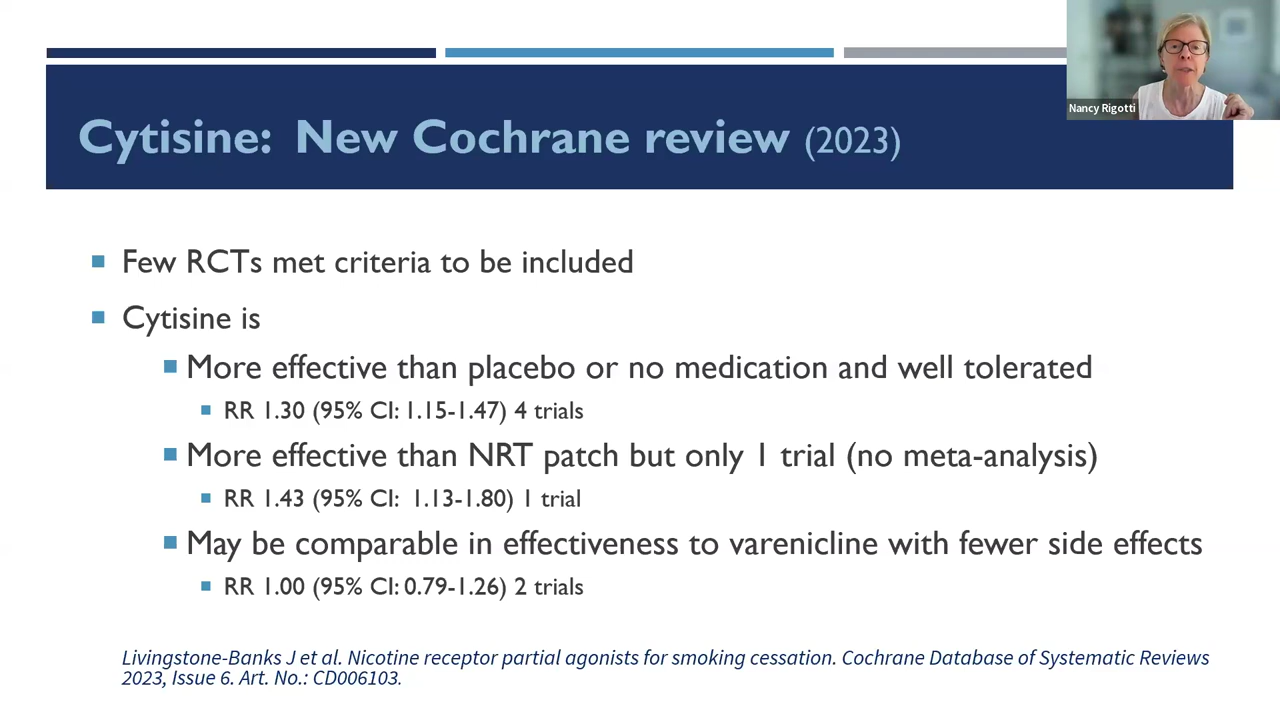 Nancy Rigotti
Cytisine: New Cochrane review (2023)
Few RCTs met criteria to be included
Cytisine is
More effective than placebo or no medication and well tolerated
RR 1.30 (95% CI: 1.15-1.47) 4 trials
More effective than NRT patch but only 1 trial (no meta-analysis)
RR 1.43 (95% CI: 1.13-1.80) 1 trial
May be comparable in effectiveness to varenicline with fewer side effects
RR 1.00 (95% CI: 0.79-1.26) 2 trials
Livingstone-Banks J et al. Nicotine receptor partial agonists for smoking cessation. Cochrane Database of Systematic Reviews
2023, Issue 6. Art. No.: CD006103.